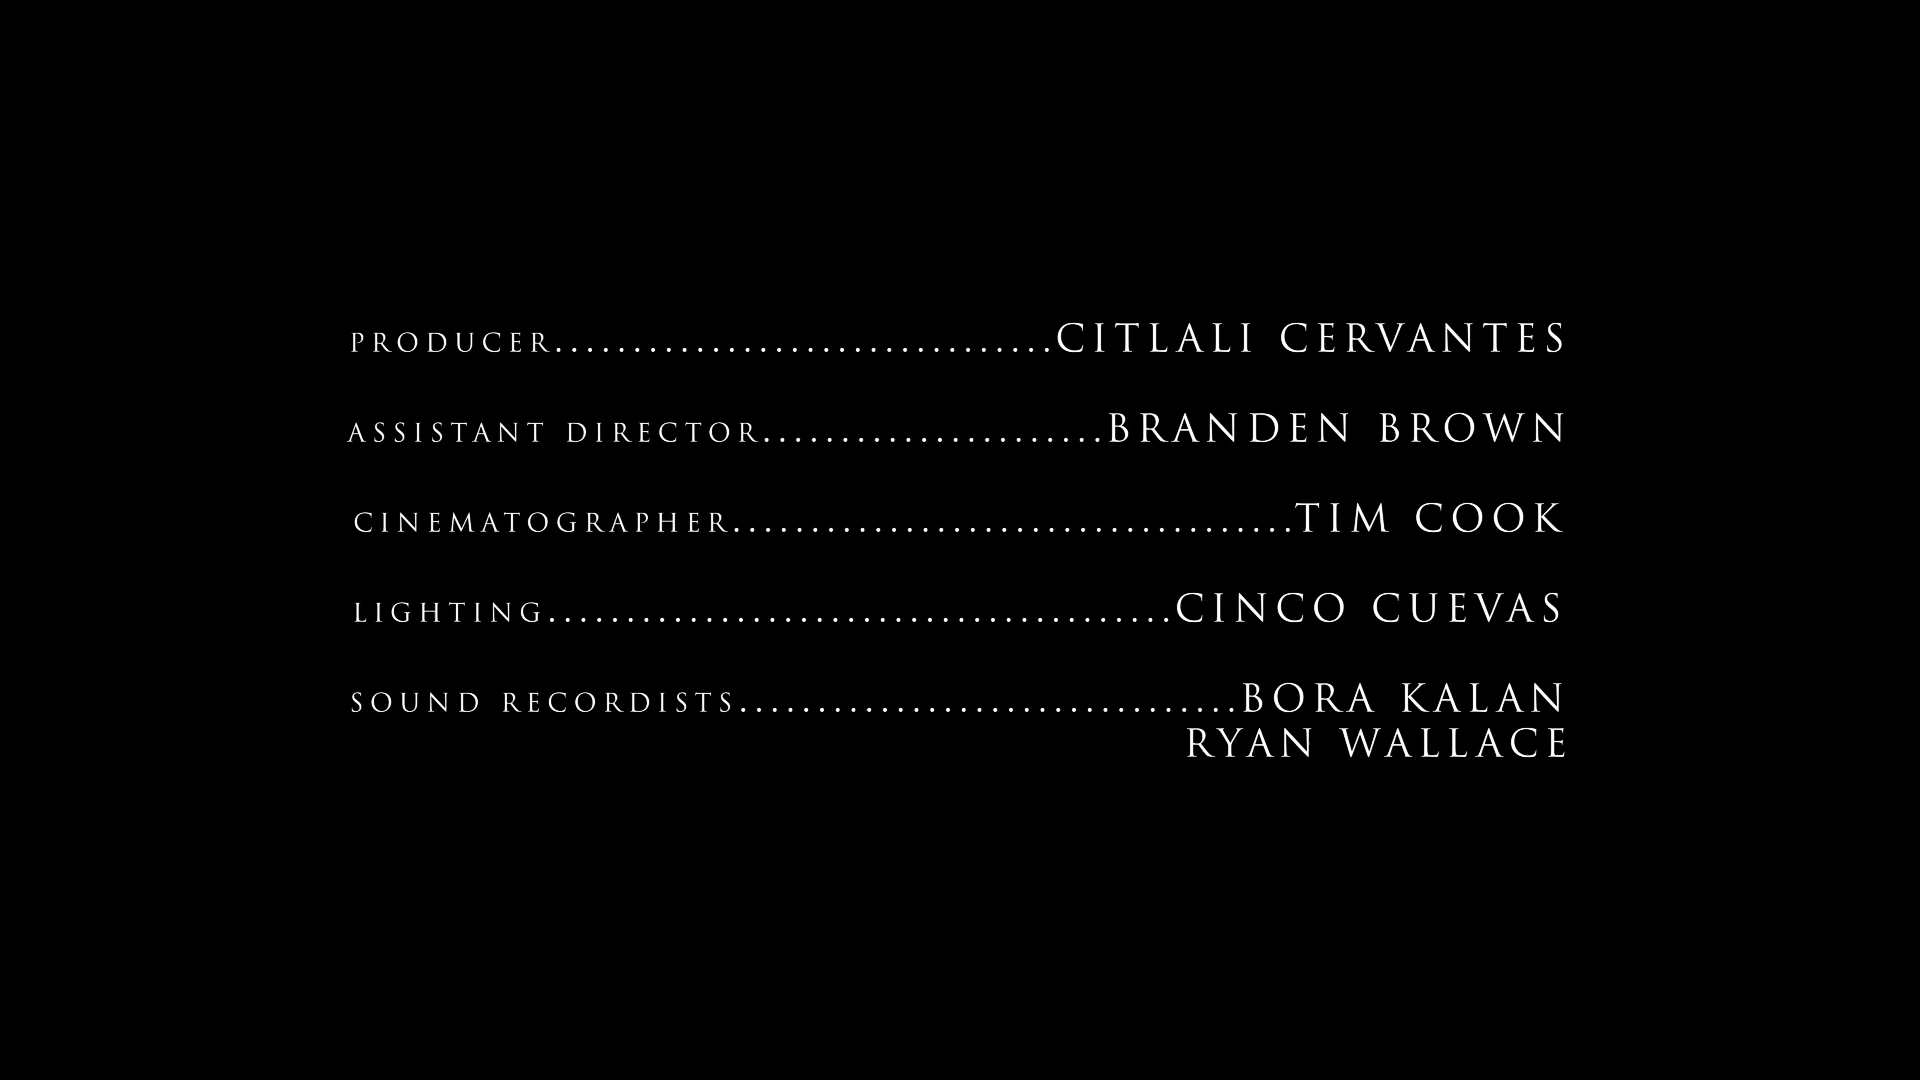 PRODUCER................................CITLALI CERVANTES
ASSISTANT DIRECTOR......................BRANDEN BROWN
CINEMATOGRAPHER....................................TIM COOK
LIGHTING........................................CINCO CUEVAS
SOUND RECORDISTS................................BORA KALAN
RYAN WALLACE